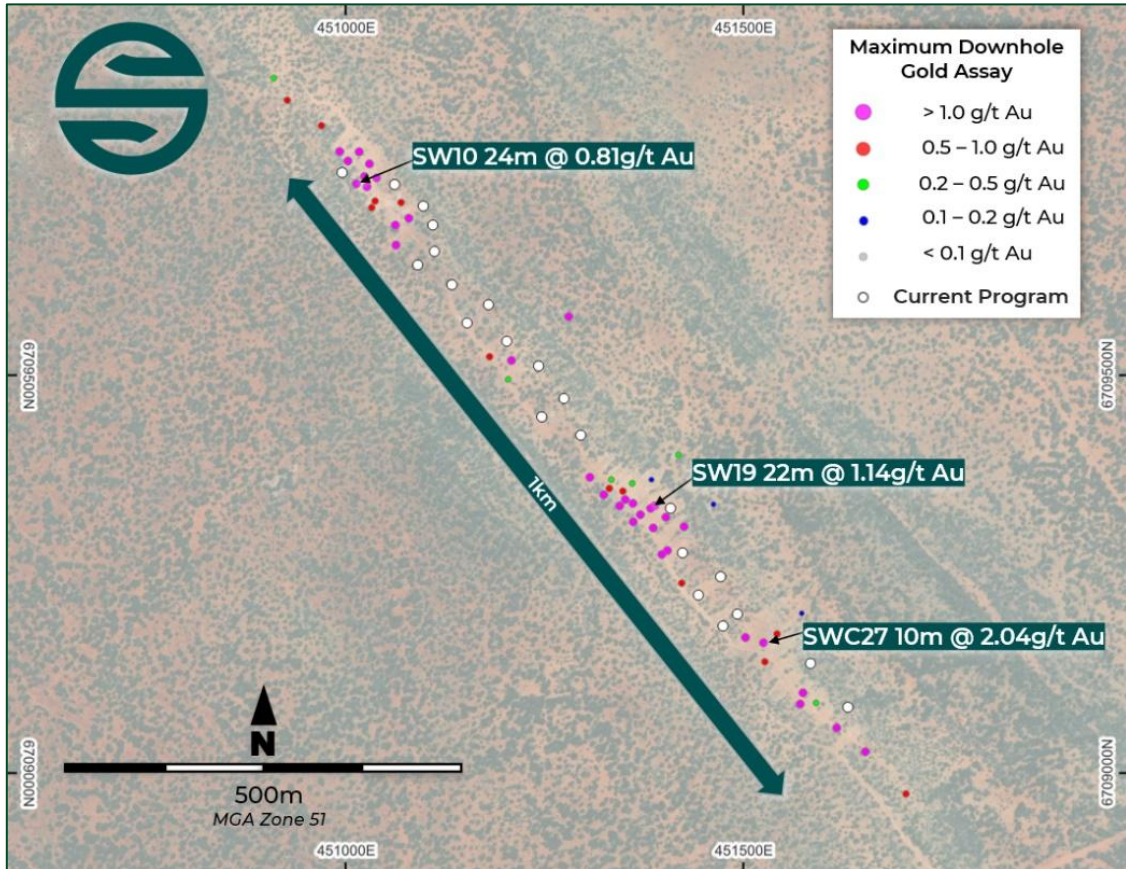 451000E
451500E
Maximum Downhole
Gold Assay
> 1.0 g/t Au
0.5 – 1.0 g/t Au
0.2 – 0.5 g/t Au
0.1 – 0.2 g/t Au
< 0.1 g/t Au
Current Program
SW10 24m @ 0.81g/t Au
6709500N
6709500N
SW19 22m @ 1.14g/t Au
1km
SWC27 10m @ 2.04g/t Au
N
500m
MGA Zone 51
6709000N
6709000N
451000E
451500E